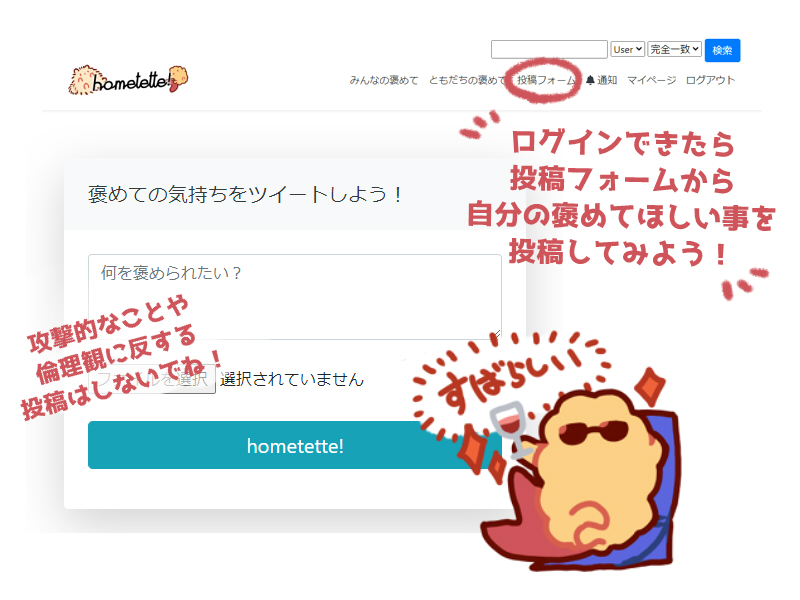 User 完全一致 検索
hometette!
みんなの褒めて ともだちの褒めて 投稿フォーム 通知 マイページ ログアウト
ログインできたら
投稿フォームから
自分の褒めてほしい事を
投稿してみよう!
褒めての気持ちをツイートしよう!
何を褒められたい?
攻撃的なことや
倫理観に反する
投稿はしないでね!
ファイルを選択 選択されていません
すばらしい
hometette!